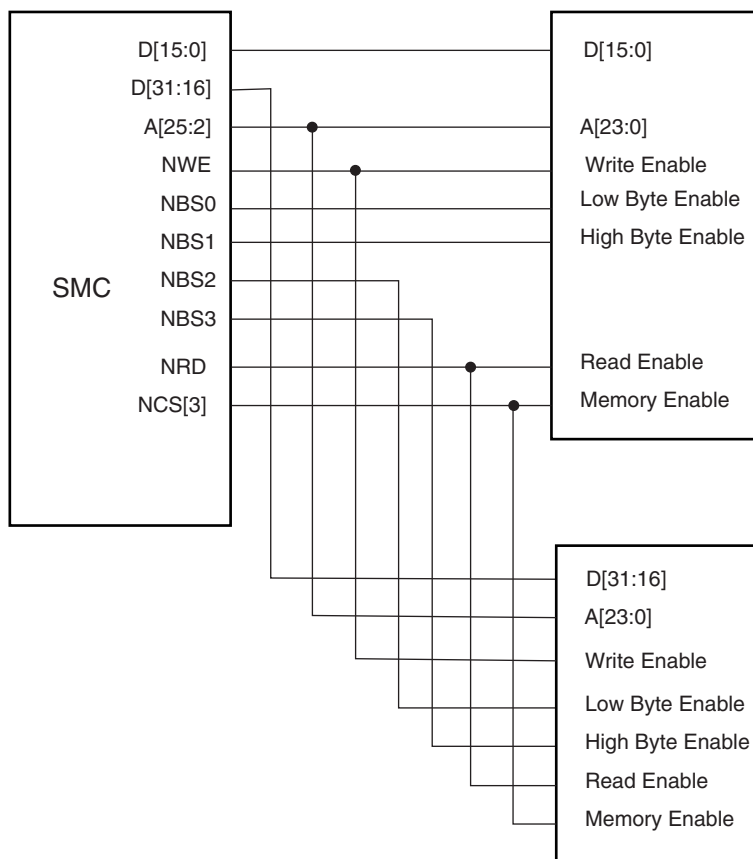 D[15:0]
D[31:16]
A[25:2]
NWE
NBS0
NBS1
NBS2
NBS3
NRD
NCS[3]
SMC
D[15:0]
A[23:0]
Write Enable
Low Byte Enable
High Byte Enable
Read Enable
Memory Enable
D[31:16]
A[23:0]
Write Enable
Low Byte Enable
High Byte Enable
Read Enable
Memory Enable